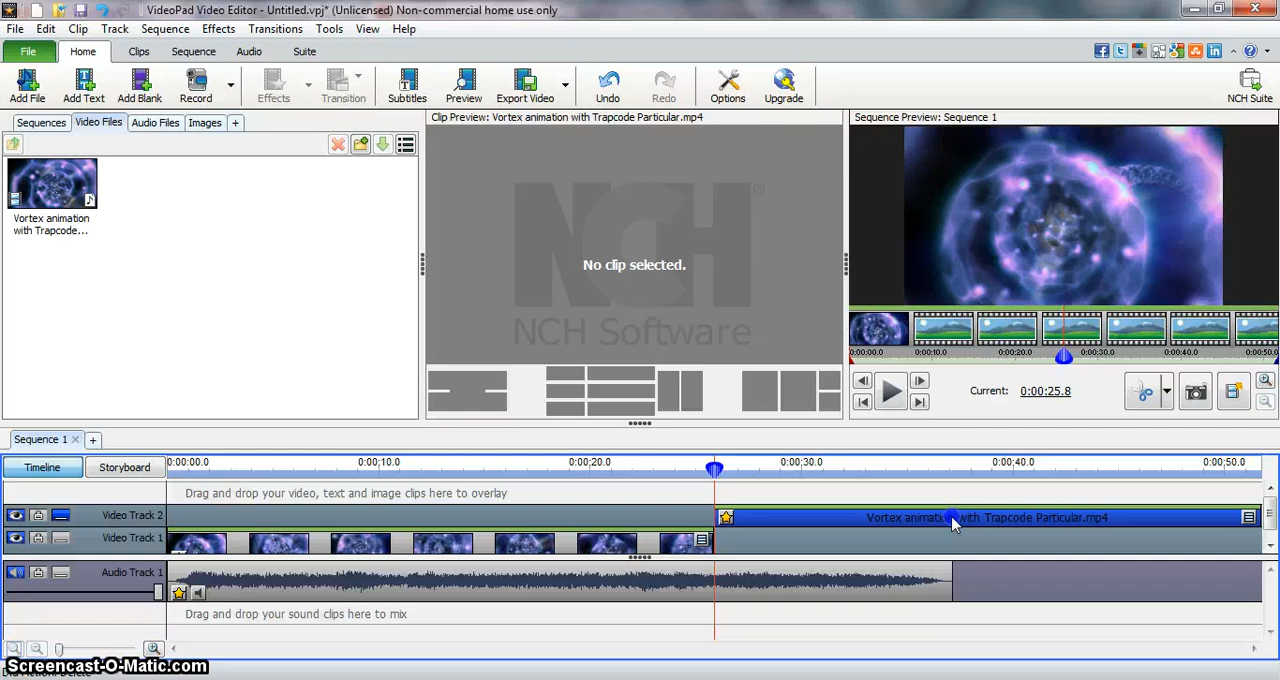 VideoPad Video Editor - Untitled.vpj* (Unlicensed) Non-commercial home use only
File Edit Clip Track Sequence Effects Transitions Tools View Help
File Home Clips Sequence Audio Suite
Add File Add Text Add Blank Record Effects Transition Subtitles Preview Export Video Undo Redo Options Upgrade NCH Suite
Sequences Video Files Audio Files Images +
Clip Preview: Vortex animation with Trapcode Particular.mp4
Sequence Preview: Sequence 1
Vortex animation
with Trapcode...
NCH®
No clip selected.
NCH Software
0:00:00.0 0:00:10.0 0:00:20.0 0:00:30.0 0:00:40.0 0:00:50.0
Current: 0:00:25.8
Sequence 1 +
Timeline Storyboard
0:00:00.0 0:00:10.0 0:00:20.0 0:00:30.0 0:00:40.0 0:00:50.0
Drag and drop your video, text and image clips here to overlay
Video Track 2
Vortex animation with Trapcode Particular.mp4
Video Track 1
Audio Track 1
Drag and drop your sound clips here to mix
Screencast-O-Matic.com